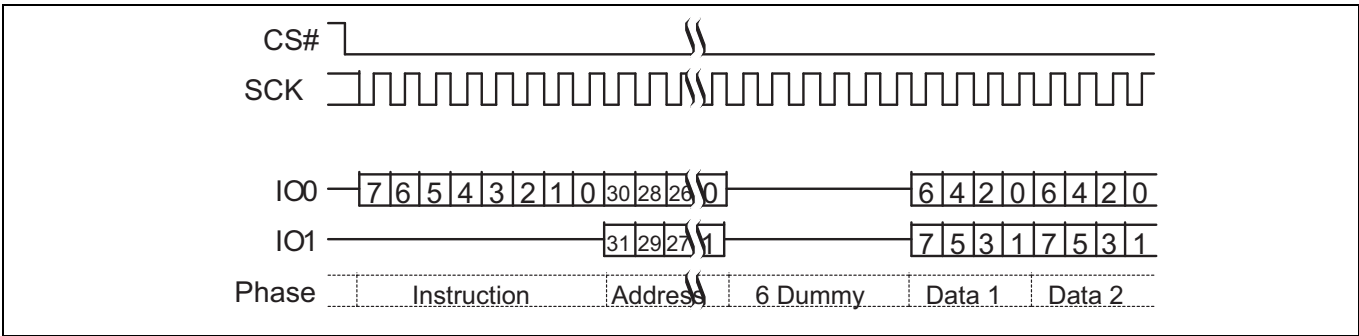 CS#
SCK
IO0 7 6 5 4 3 2 1 0 30 28 26 0 6 4 2 0 6 4 2 0
IO1 31 29 27 1 7 5 3 1 7 5 3 1
Phase Instruction Address 6 Dummy Data 1 Data 2